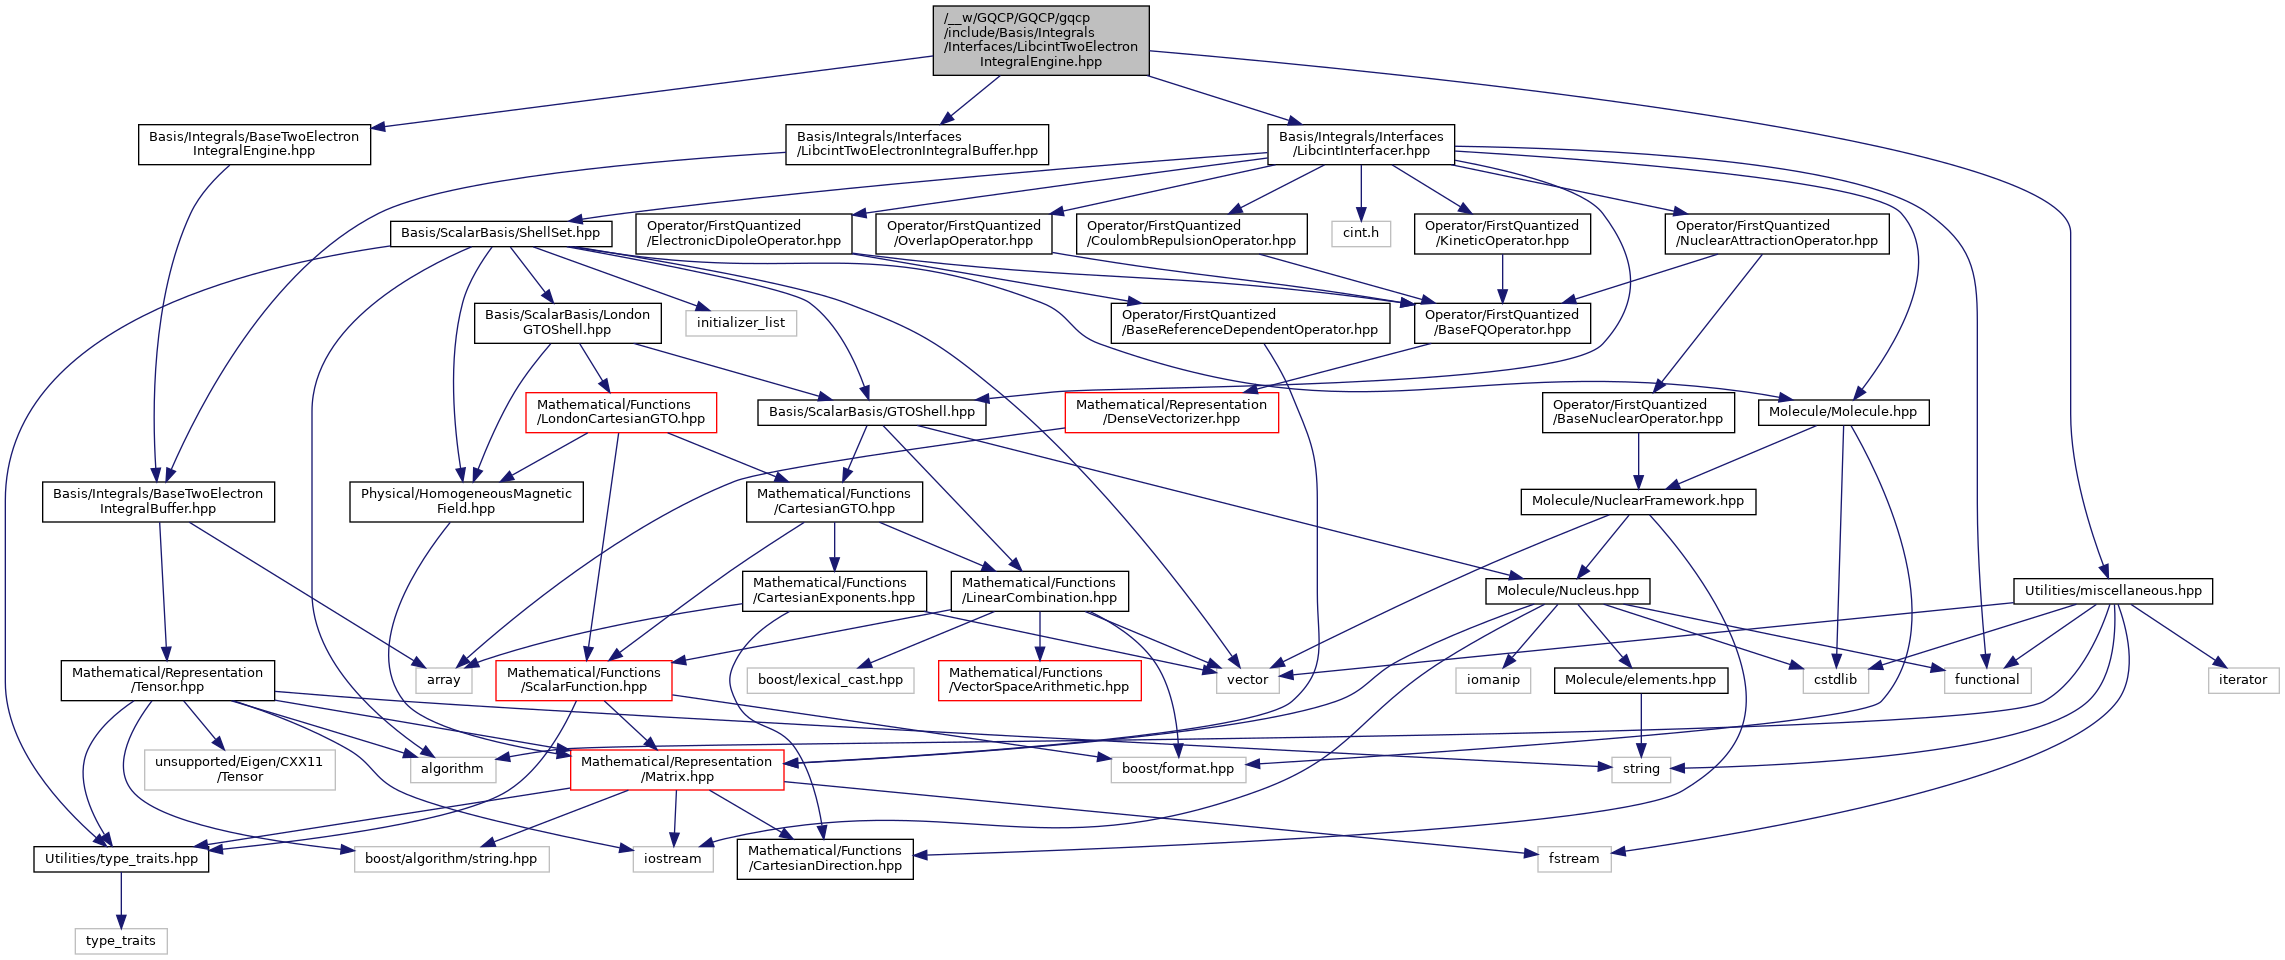 /__w/GQCP/GQCP/gqcp
/include/Basis/Integrals
/Interfaces/LibcintTwoElectron
IntegralEngine.hpp
Basis/Integrals/BaseTwoElectron
IntegralEngine.hpp
Basis/Integrals/Interfaces
/LibcintTwoElectronIntegralBuffer.hpp
Basis/Integrals/Interfaces
/LibcintInterfacer.hpp
Basis/ScalarBasis/ShellSet.hpp
Operator/FirstQuantized
/ElectronicDipoleOperator.hpp
Operator/FirstQuantized
/OverlapOperator.hpp
Operator/FirstQuantized
/CoulombRepulsionOperator.hpp
cint.h
Operator/FirstQuantized
/KineticOperator.hpp
Operator/FirstQuantized
/NuclearAttractionOperator.hpp
Basis/ScalarBasis/London
GTOShell.hpp
initializer_list
Operator/FirstQuantized
/BaseReferenceDependentOperator.hpp
Operator/FirstQuantized
/BaseFQOperator.hpp
Mathematical/Functions
/LondonCartesianGTO.hpp
Basis/ScalarBasis/GTOShell.hpp
Mathematical/Representation
/DenseVectorizer.hpp
Operator/FirstQuantized
/BaseNuclearOperator.hpp
Molecule/Molecule.hpp
Basis/Integrals/BaseTwoElectron
IntegralBuffer.hpp
Physical/HomogeneousMagnetic
Field.hpp
Mathematical/Functions
/CartesianGTO.hpp
Molecule/NuclearFramework.hpp
Mathematical/Functions
/CartesianExponents.hpp
Mathematical/Functions
/LinearCombination.hpp
Molecule/Nucleus.hpp
Utilities/miscellaneous.hpp
Mathematical/Representation
/Tensor.hpp
array
Mathematical/Functions
/ScalarFunction.hpp
boost/lexical_cast.hpp
Mathematical/Functions
/VectorSpaceArithmetic.hpp
vector
iomanip
Molecule/elements.hpp
cstdlib
functional
iterator
unsupported/Eigen/CXX11
/Tensor
algorithm
Mathematical/Representation
/Matrix.hpp
boost/format.hpp
string
Utilities/type_traits.hpp
boost/algorithm/string.hpp
iostream
Mathematical/Functions
/CartesianDirection.hpp
fstream
type_traits